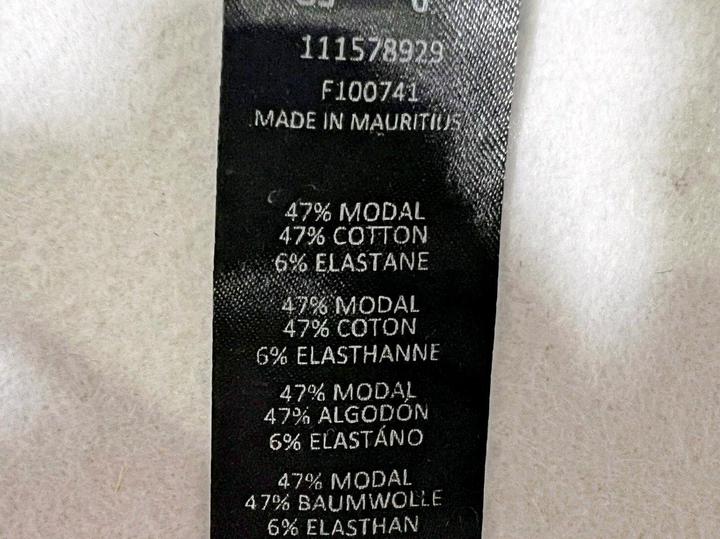 111578929
F100741
MADE IN MAURITIUS
47% MODAL
47% COTTON
6% ELASTANE
47% MODAL
47% COTON
6% ELASTHANNE
47% MODAL
47% ALGODÓN
6% ELASTÁNO
47% MODAL
47% BAUMWOLLE
6% ELASTHAN